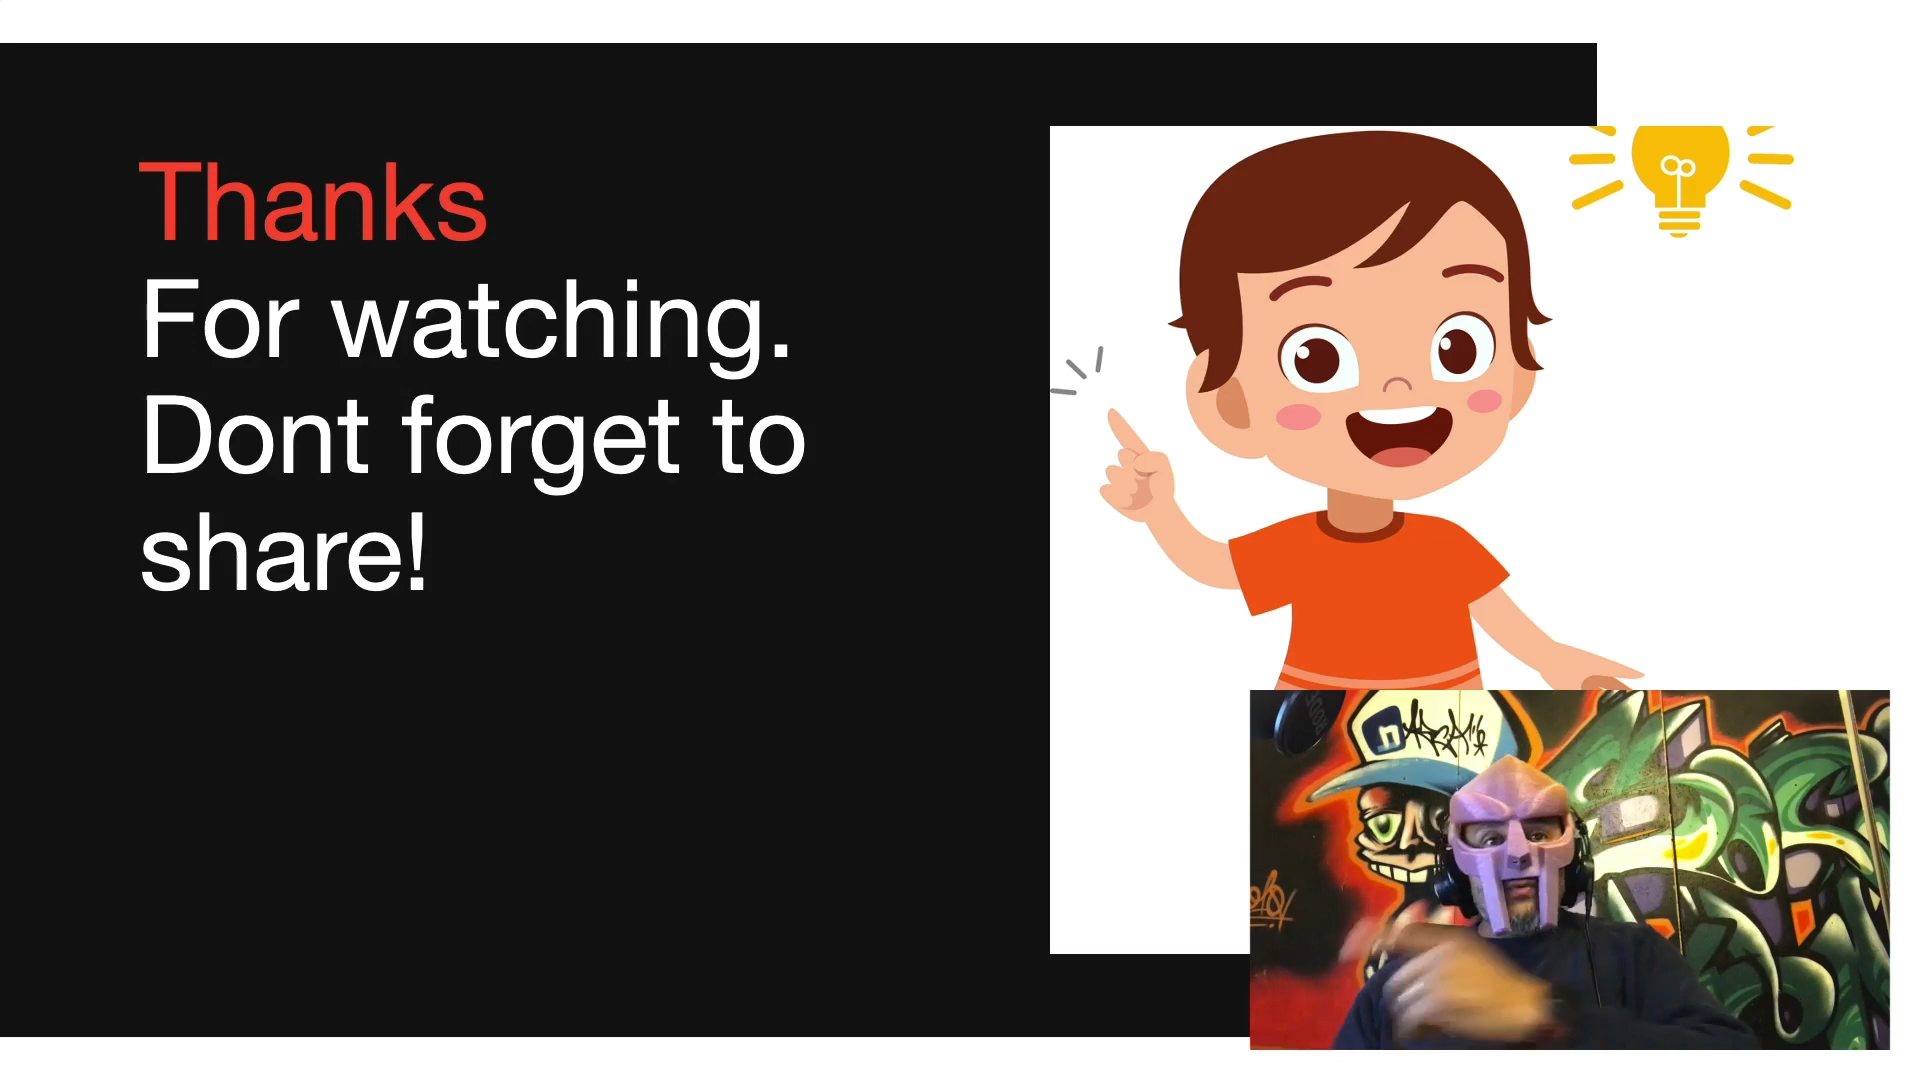 Thanks
For watching.
Dont forget to
share!
n